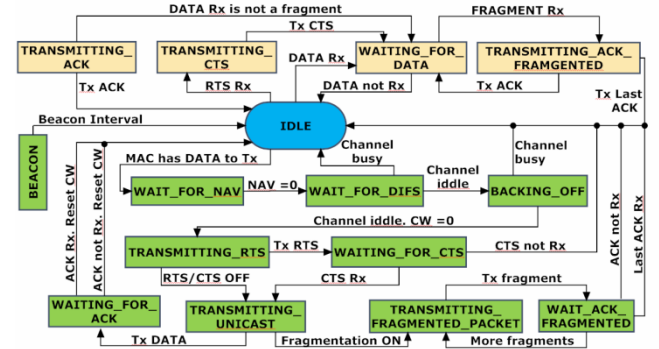 DATA Rx is not a fragment
FRAGMENT Rx
Tx CTS
TRANSMITTING_
ACK
TRANSMITTING_
CTS
WAITING_FOR_
DATA
TRANSMITTING_ACK_
FRAMGENTED
DATA Rx
Tx ACK
RTS Rx
DATA not Rx
Tx ACK
Tx Last
ACK
Beacon Interval
IDLE
BEACON
MAC has DATA to Tx
Channel
busy
Channel
busy
WAIT_FOR_NAV
NAV =0
WAIT_FOR_DIFS
Channel
iddle
BACKING_OFF
ACK Rx. Reset CW
ACK not Rx. Reset CW
Channel iddle. CW =0
ACK not Rx
Last ACK Rx
TRANSMITTING_RTS
Tx RTS
WAITING_FOR_CTS
CTS not Rx
RTS/CTS OFF
CTS Rx
Tx fragment
WAITING_FOR_
ACK
TRANSMITTING_
UNICAST
TRANSMITTING_
FRAGMENTED_PACKET
WAIT_ACK_
FRAGMENTED
Tx DATA
Fragmentation ON
More fragments